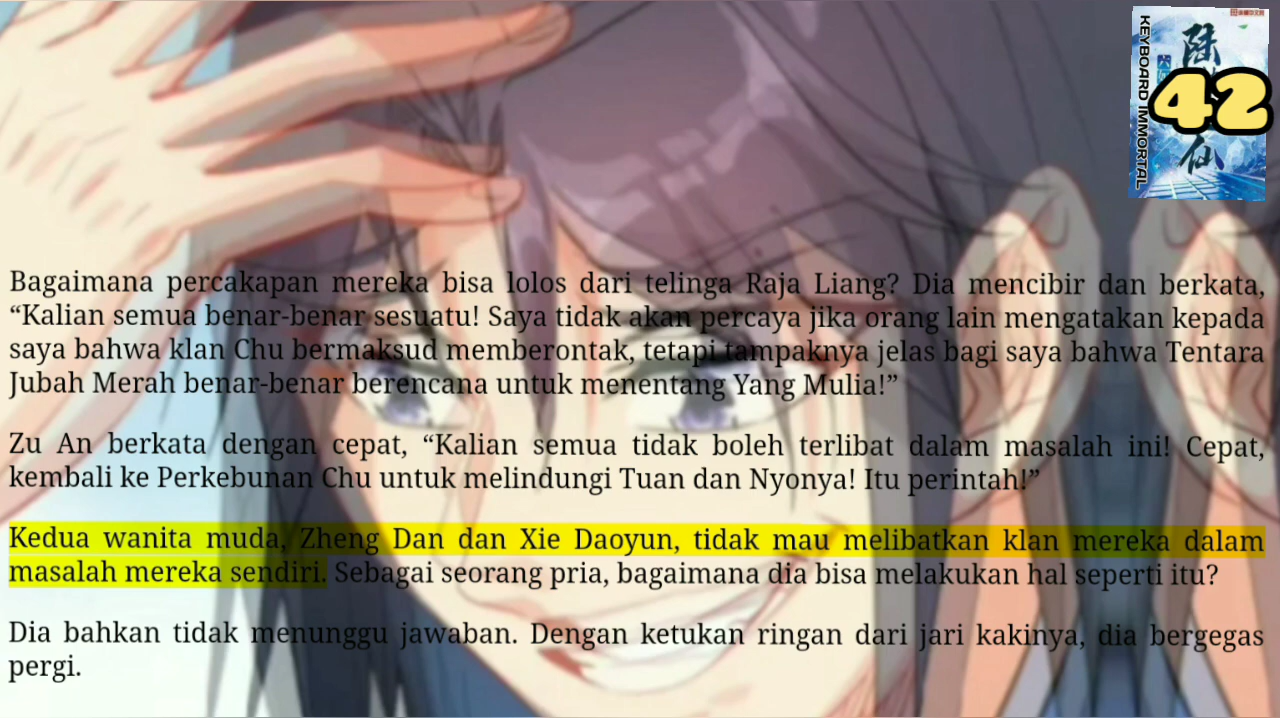 KEYBOARD IMMORTAL
42
仙
Bagaimana percakapan mereka bisa lolos dari telinga Raja Liang? Dia mencibir dan berkata,
“Kalian semua benar-benar sesuatu! Saya tidak akan percaya jika orang lain mengatakan kepada
saya bahwa klan Chu bermaksud memberontak, tetapi tampaknya jelas bagi saya bahwa Tentara
Jubah Merah benar-benar berencana untuk menentang Yang Mulia!”
Zu An berkata dengan cepat, “Kalian semua tidak boleh terlibat dalam masalah ini! Cepat,
kembali ke Perkebunan Chu untuk melindungi Tuan dan Nyonya! Itu perintah!”
Kedua wanita muda, Zheng Dan dan Xie Daoyun, tidak mau melibatkan klan mereka dalam
masalah mereka sendiri. Sebagai seorang pria, bagaimana dia bisa melakukan hal seperti itu?
Dia bahkan tidak menunggu jawaban. Dengan ketukan ringan dari jari kakinya, dia bergegas
pergi.